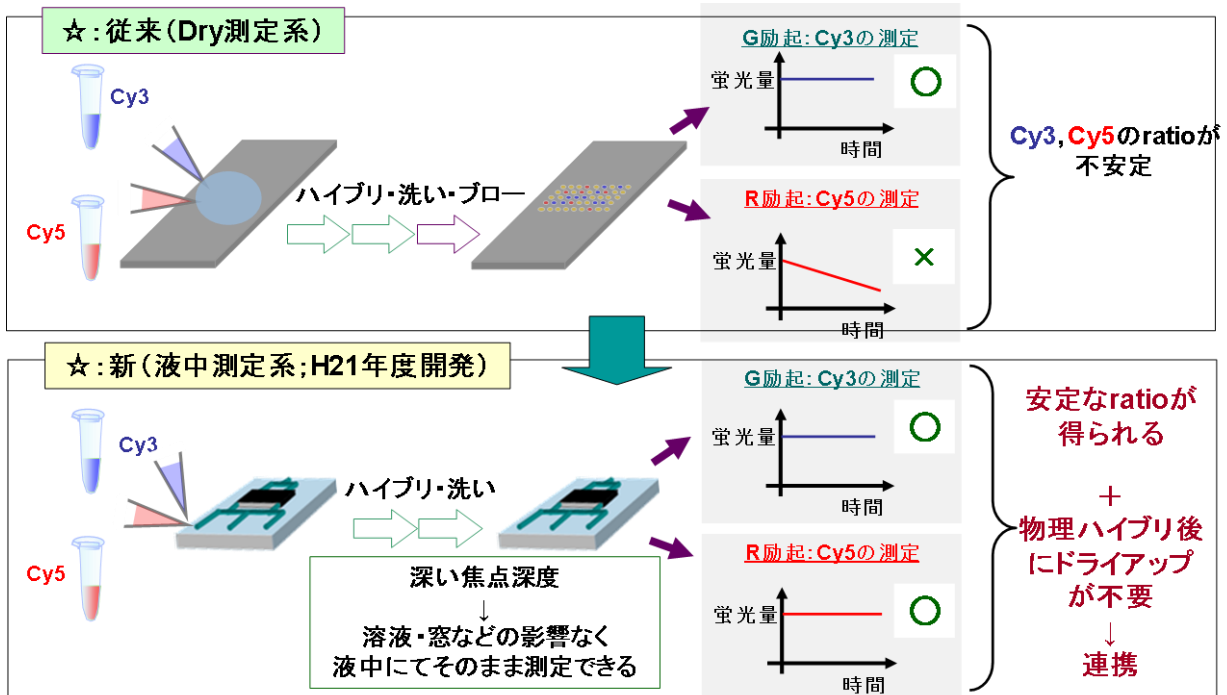 ☆:従来(Dry測定系)
Cy3
Cy5
ハイブリ・洗い・ブロー
G励起:Cy3の測定
蛍光量
時間
R励起:Cy5の測定
蛍光量
時間
Cy3,Cy5のratioが
不安定
☆:新(液中測定系;H21年度開発)
Cy3
Cy5
ハイブリ・洗い
深い焦点深度
↓
溶液・窓などの影響なく
液中にてそのまま測定できる
G励起:Cy3の測定
蛍光量
時間
R励起:Cy5の測定
蛍光量
時間
安定なratioが
得られる
+
物理ハイブリ後
にドライアップ
が不要
↓
連携